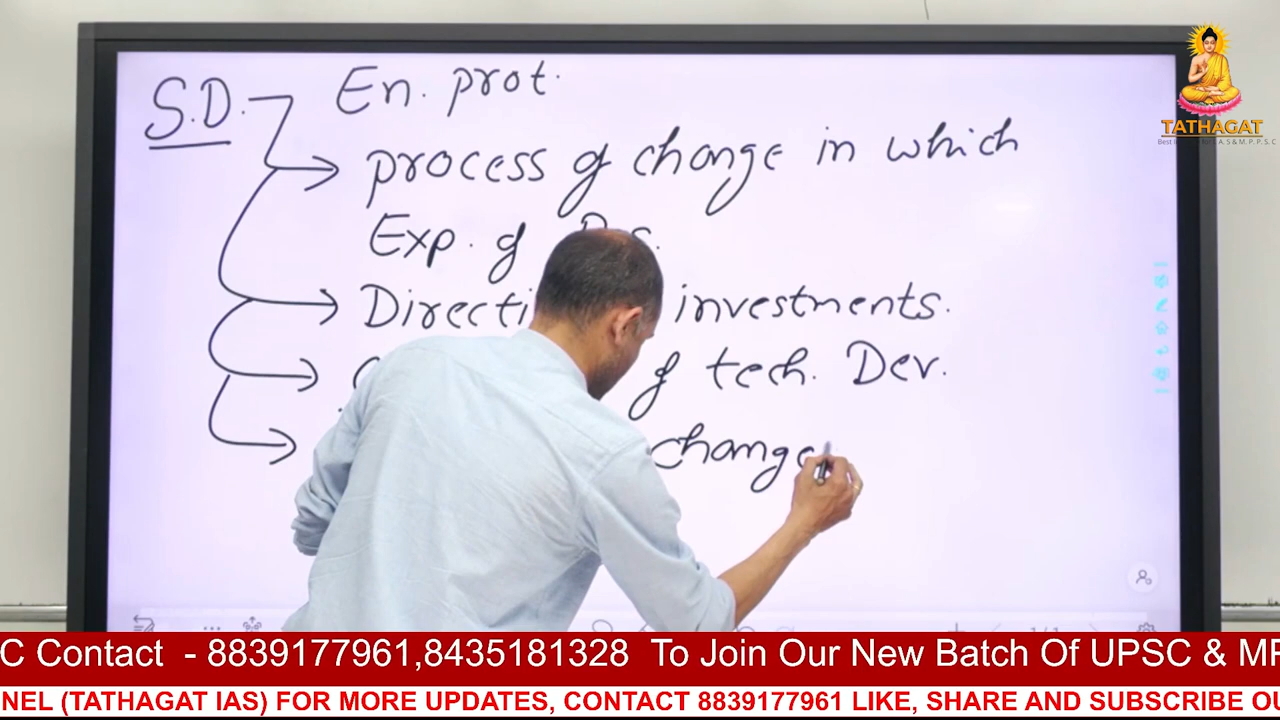 S.D. En. prot.
process of change in which
Exp. of
investments.
of tech. Dev.
change
TATHAGAT
C Contact - 8839177961,8435181328 To Join Our New Batch Of UPSC & MP
NEL (TATHAGAT IAS) FOR MORE UPDATES, CONTACT 8839177961 LIKE, SHARE AND SUBSCRIBE OU